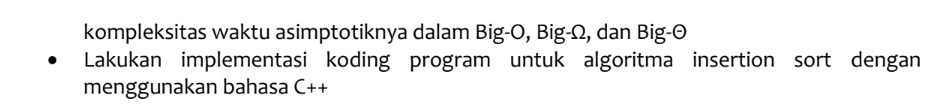 kompleksitas waktu asimptotiknya dalam Big-O, Big-Ω, dan Big-Θ
• Lakukan implementasi koding program untuk algoritma insertion sort dengan
menggunakan bahasa C++